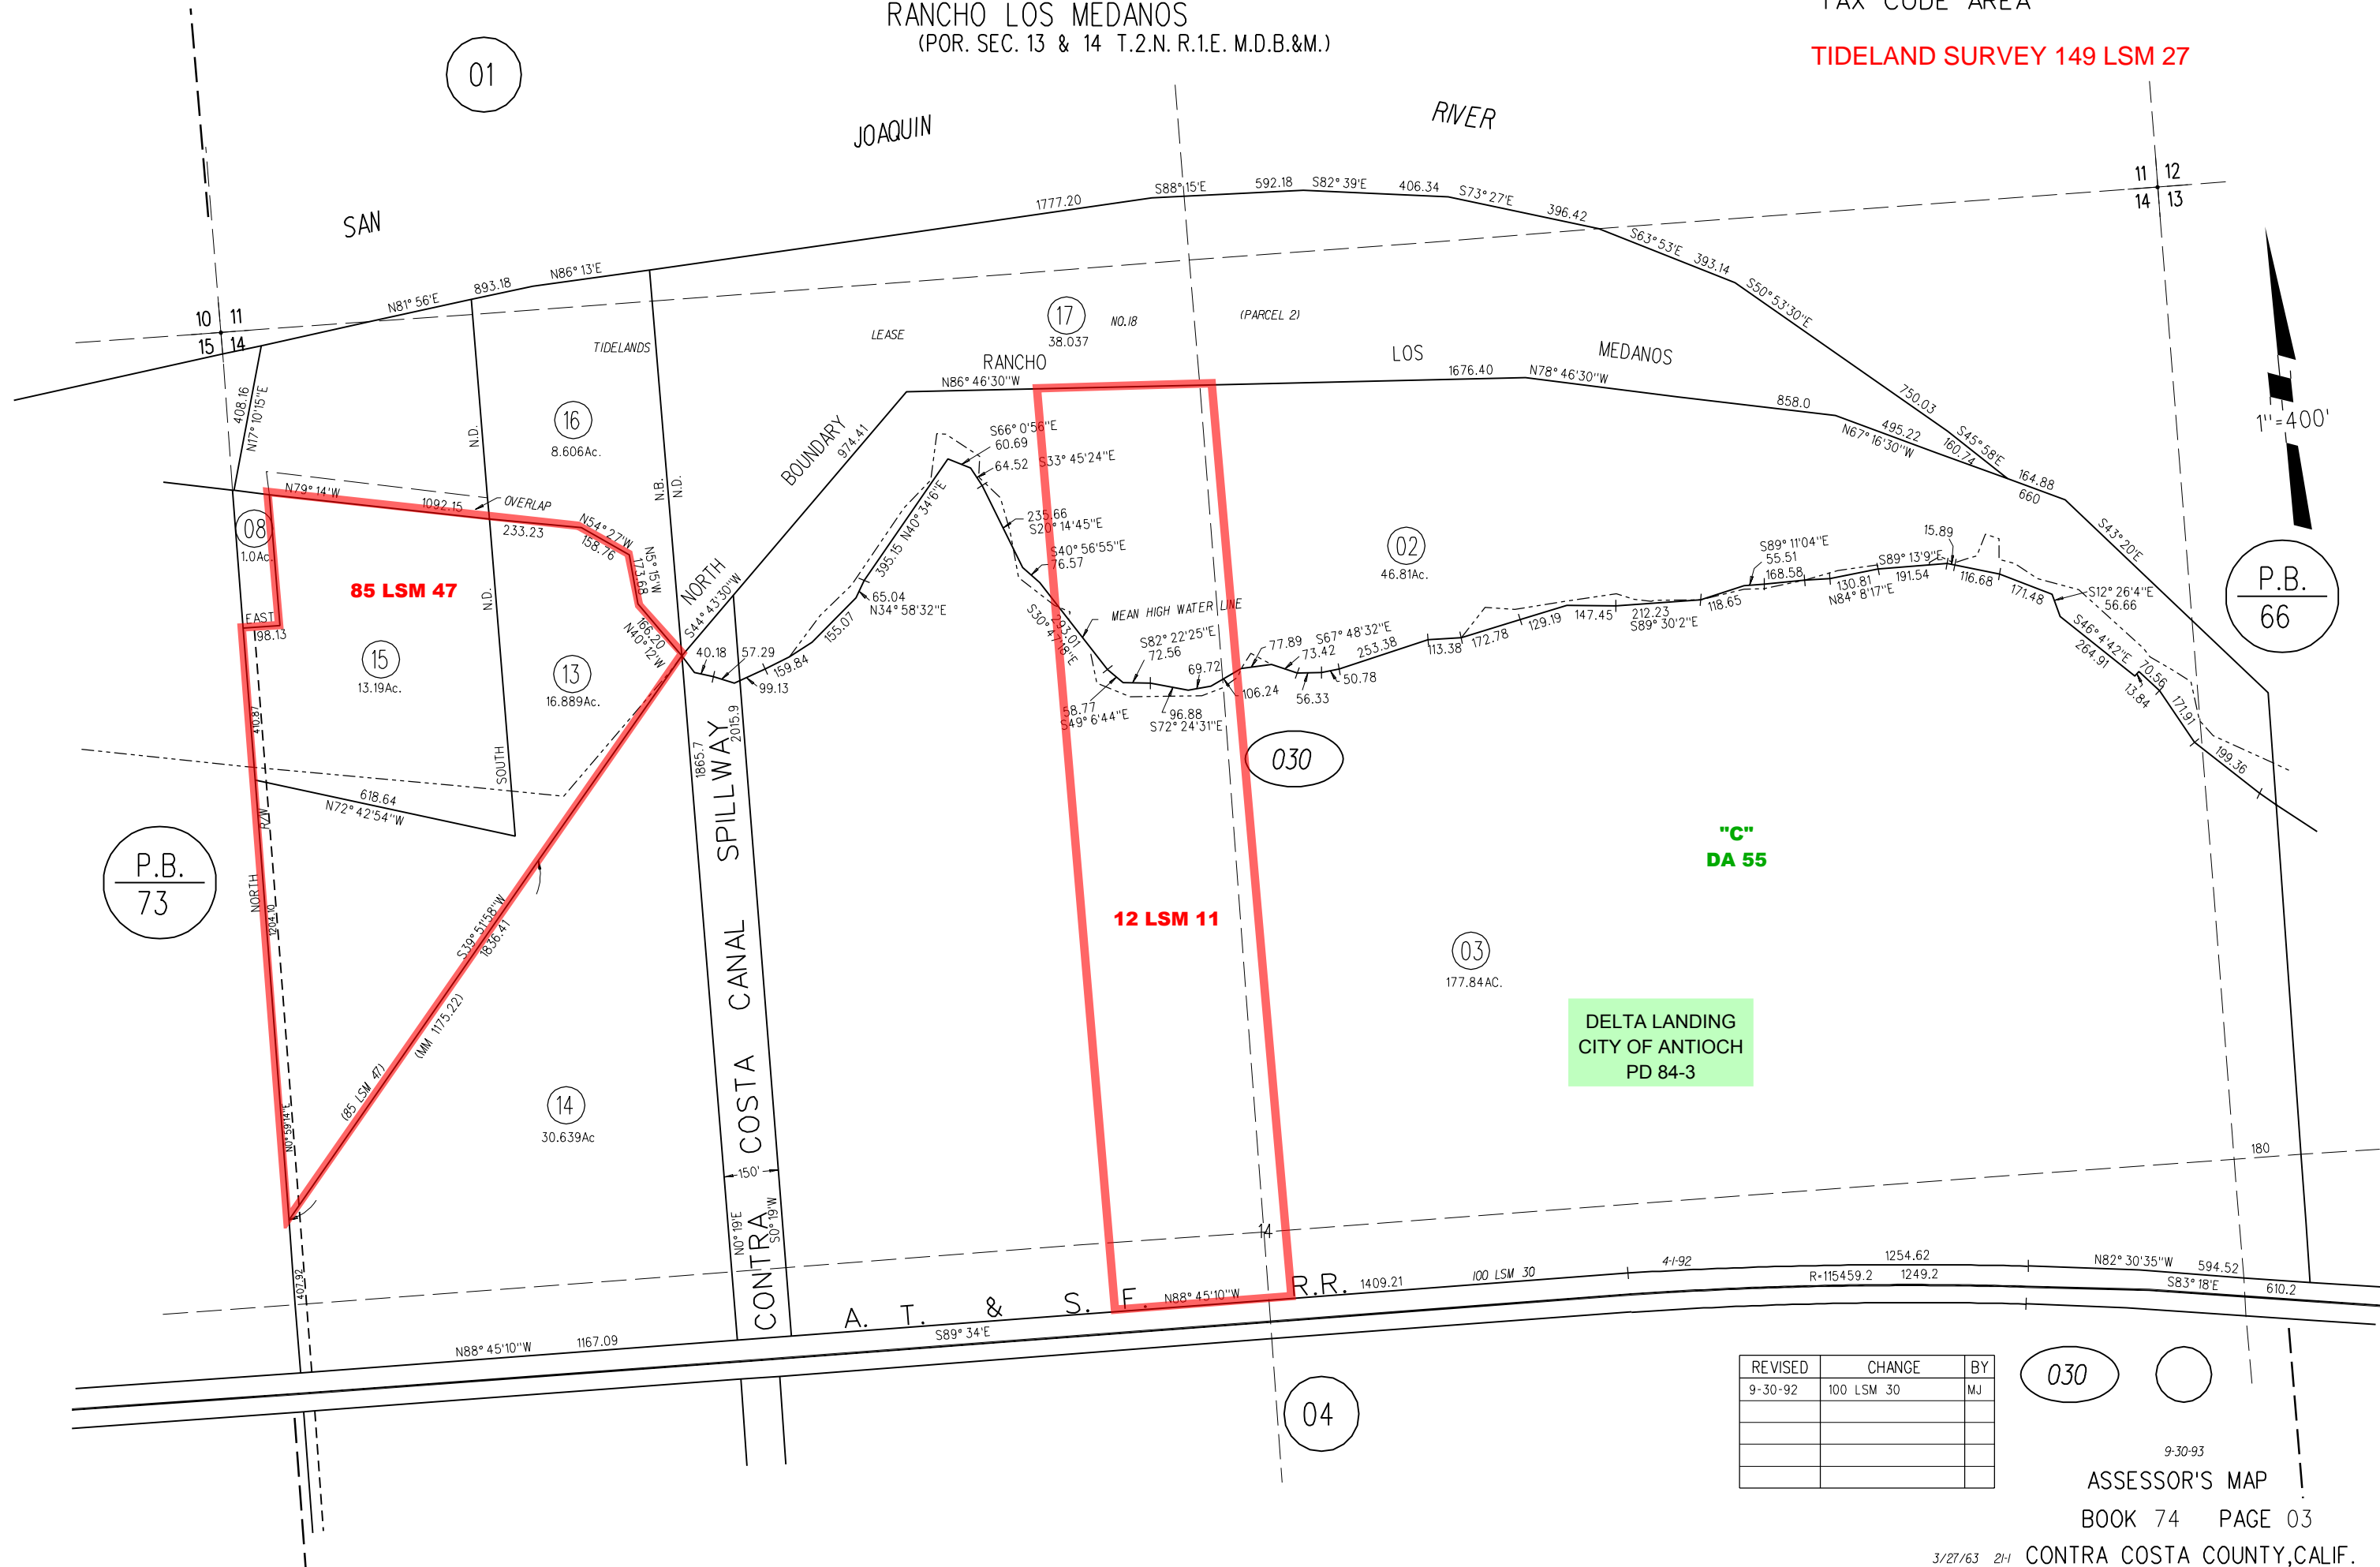 RANCHO LOS MEDANOS
(POR. SEC. 13 & 14 T.2.N. R.1.E. M.D.B.&M.)
TAX CODE AREA
TIDELAND SURVEY 149 LSM 27
01
SAN
JOAQUIN
RIVER
11 12
14 13
10 11
15 14
N81°56'E
893.18
N86°13'E
1777.20
S88°15'E
592.18
S82°39'E
406.34
S73°27'E
396.42
S63°53'E
393.14
S50°53'30"E
750.03
S45°58'E
160.74
164.88
660
S43°20'E
1"=400'
P.B.
66
408.16
N17°10'15"E
N.D.
16
8.606Ac.
TIDELANDS
LEASE
17
38.037
NO.18
(PARCEL 2)
N.B.
N.D.
RANCHO
LOS
MEDANOS
N86°46'30"W
1676.40
N78°46'30"W
858.0
495.22
N67°16'30"W
NORTH
BOUNDARY
974.41
S44°43'30"W
N79°14'W
1092.15
OVERLAP
233.23
N54°27'W
158.76
N5°15'W
173.68
166.20
N40°12'W
08
1.0Ac.
85 LSM 47
EAST
98.13
N.D.
15
13.19Ac.
13
16.889Ac.
410.87
SOUTH
618.64
N72°42'54"W
R/W
NORTH
1204.10
N0°59'14"E
407.92
S39°51'58"W
1836.41
(MM 1175.22)
(85 LSM 47)
14
30.639Ac
P.B.
73
40.18
57.29
99.13
159.84
155.07
65.04
N34°58'32"E
395.15 N40°34'6"E
S66°0'56"E
60.69
64.52 S33°45'24"E
235.66
S20°14'45"E
S40°56'55"E
76.57
293.01
S30°47'18"E
MEAN HIGH WATER LINE
58.77
S49°6'44"E
S82°22'25"E
72.56
96.88
S72°24'31"E
69.72
106.24
77.89
S67°48'32"E
73.42
56.33
50.78
253.38
113.38
172.78
129.19
147.45
212.23
S89°30'2"E
118.65
S89°11'04"E
55.51
168.58
130.81
N84°8'17"E
S89°13'9"E
191.54
15.89
116.68
171.48
S12°26'4"E
56.66
S46°4'42"E
264.91
13.84
70.56
171.91
199.36
02
46.81Ac.
030
1865.7
2015.9
CONTRA COSTA CANAL SPILLWAY
150'
N0°19'E
S0°19'W
12 LSM 11
"C"
DA 55
03
177.84AC.
DELTA LANDING
CITY OF ANTIOCH
PD 84-3
180
14
A. T. & S. F. R.R.
N88°45'10"W
1409.21
100 LSM 30
4-1-92
1254.62
R=115459.2 1249.2
N82°30'35"W
594.52
S83°18'E
610.2
N88°45'10"W
1167.09
S89°34'E
04
REVISED CHANGE BY
9-30-92 100 LSM 30 MJ
030
9-30-93
ASSESSOR'S MAP
BOOK 74 PAGE 03
3/27/63 21-1 CONTRA COSTA COUNTY,CALIF.